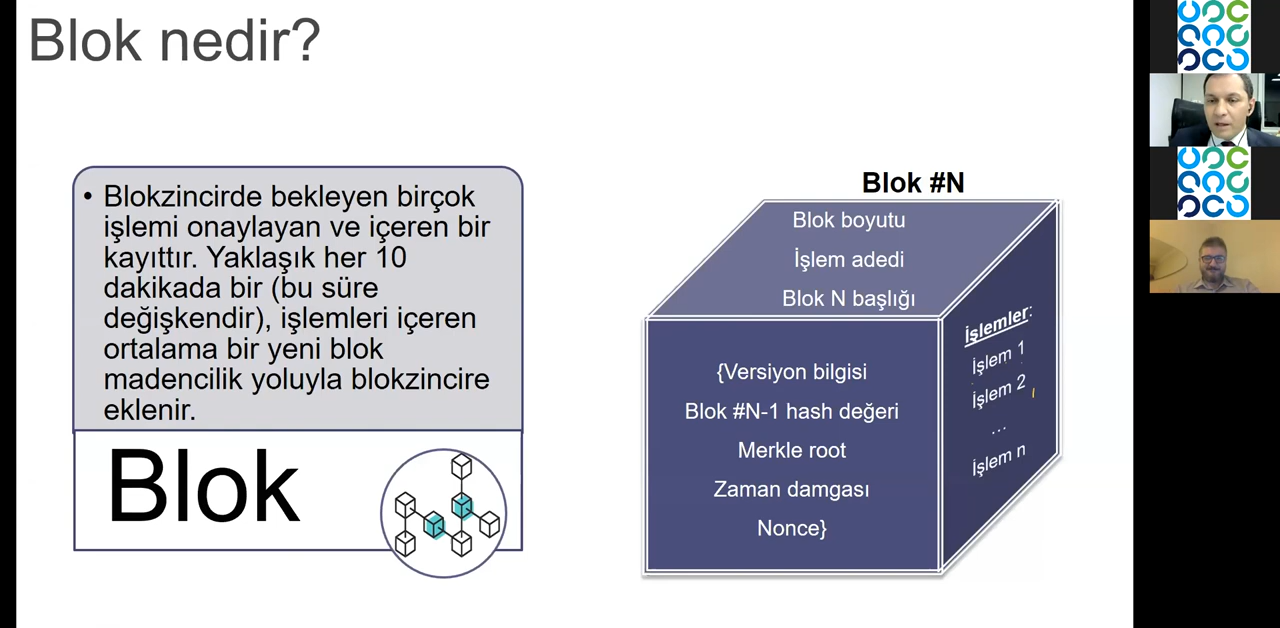 Blok nedir?
• Blokzincirde bekleyen birçok
işlemi onaylayan ve içeren bir
kayıttır. Yaklaşık her 10
dakikada bir (bu süre
değişkendir), işlemleri içeren
ortalama bir yeni blok
madencilik yoluyla blokzincire
eklenir.
Blok
Blok #N
Blok boyutu
İşlem adedi
Blok N başlığı
{Versiyon bilgisi
Blok #N-1 hash değeri
Merkle root
Zaman damgası
Nonce}
İşlemler:
İşlem 1
İşlem 2
...
İşlem n